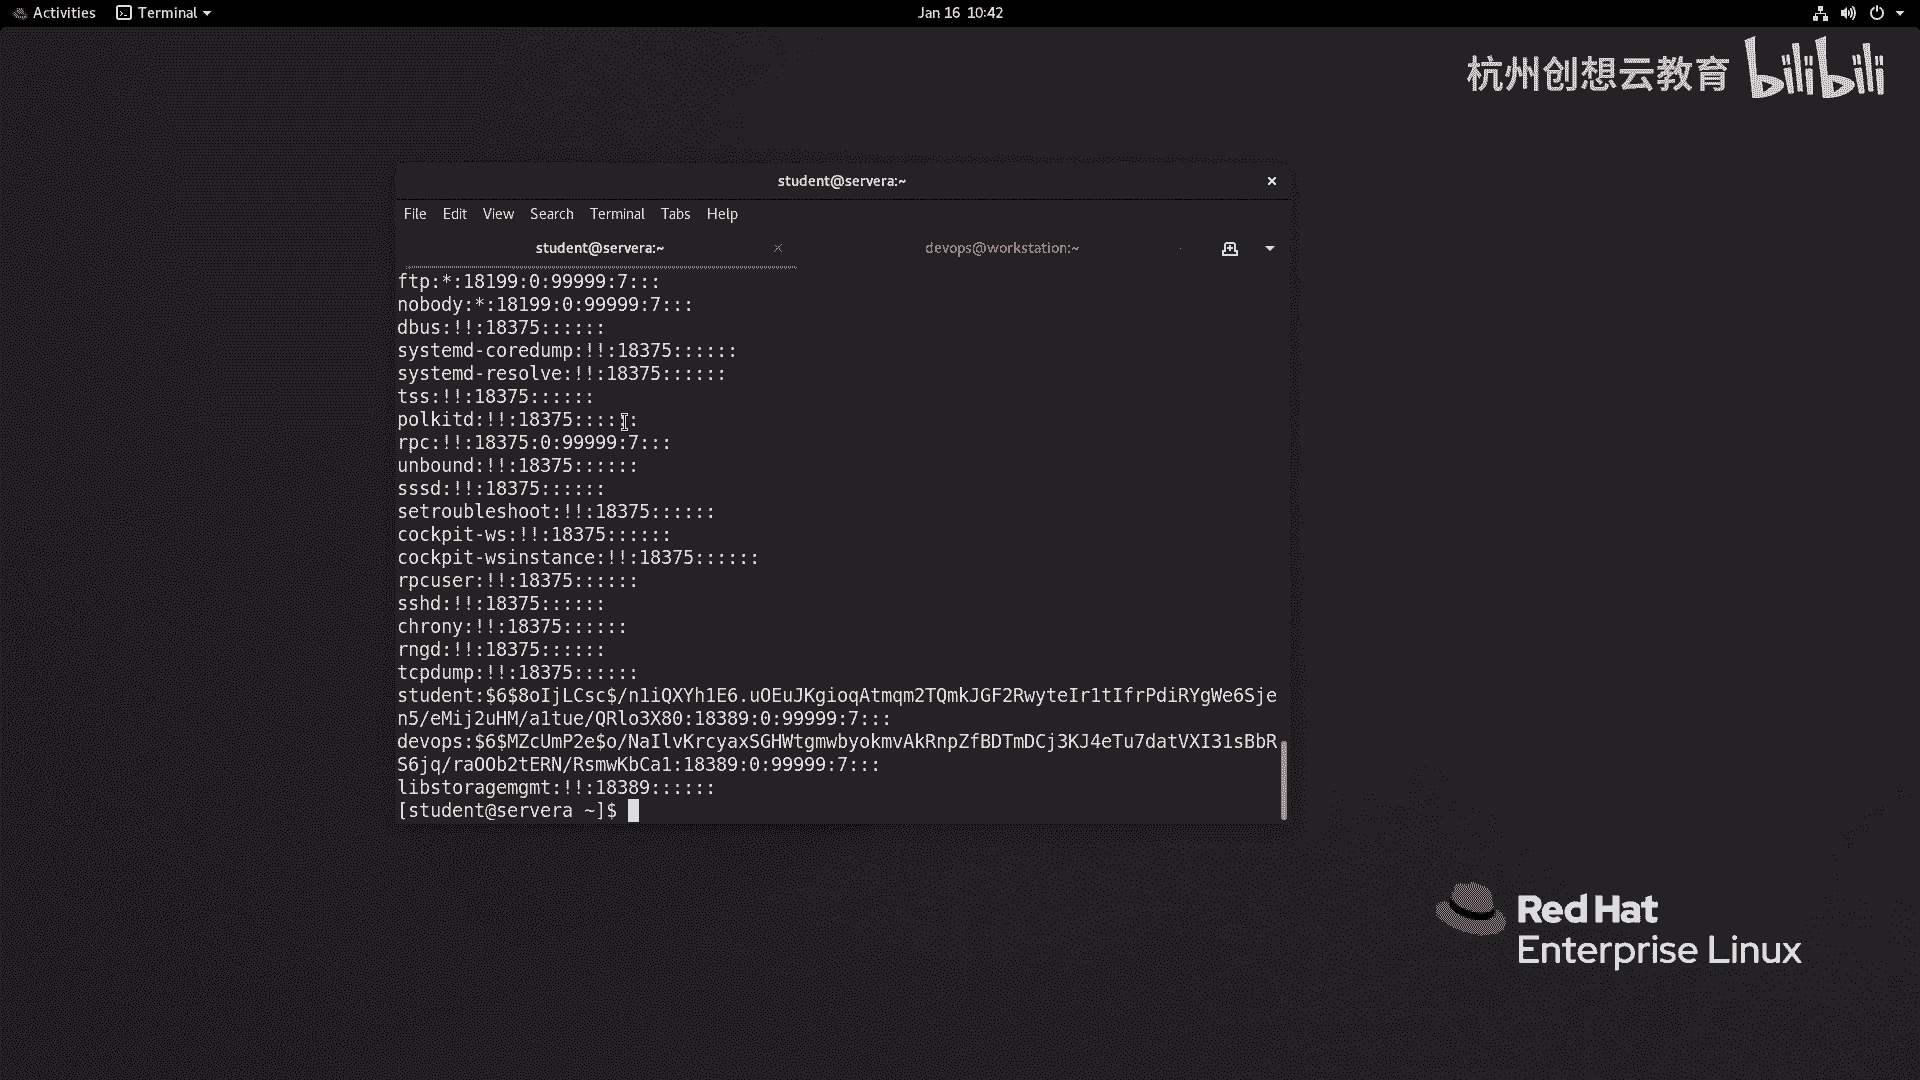 Activities Terminal Jan 16 10:42
杭州创想云教育 bilibili
student@servera:~
File Edit View Search Terminal Tabs Help
student@servera:~ devops@workstation:~
ftp:*:18199:0:99999:7:::
nobody:*:18199:0:99999:7:::
dbus:!!:18375::::::
systemd-coredump:!!:18375::::::
systemd-resolve:!!:18375::::::
tss:!!:18375::::::
polkitd:!!:18375::::::
rpc:!!:18375:0:99999:7:::
unbound:!!:18375::::::
sssd:!!:18375::::::
setroubleshoot:!!:18375::::::
cockpit-ws:!!:18375::::::
cockpit-wsinstance:!!:18375::::::
rpcuser:!!:18375::::::
sshd:!!:18375::::::
chrony:!!:18375::::::
rngd:!!:18375::::::
tcpdump:!!:18375::::::
student:$6$8oIjLCsc$/n1iQXYh1E6.uOEuJKgioqAtmqm2TQmkJGF2RwyteIr1tIfrPdiRYgWe6Sje
n5/eMij2uHM/a1tue/QRlo3X80:18389:0:99999:7:::
devops:$6$MZcUmP2e$o/NaIlvKrcyaxSGHWtgmwbyokmvAkRnpZfBDTmDCj3KJ4eTu7datVXI31sBbR
S6jq/raOOb2tERN/RsmwKbCa1:18389:0:99999:7:::
libstoragemgmt:!!:18389::::::
[student@servera ~]$
Red Hat
Enterprise Linux